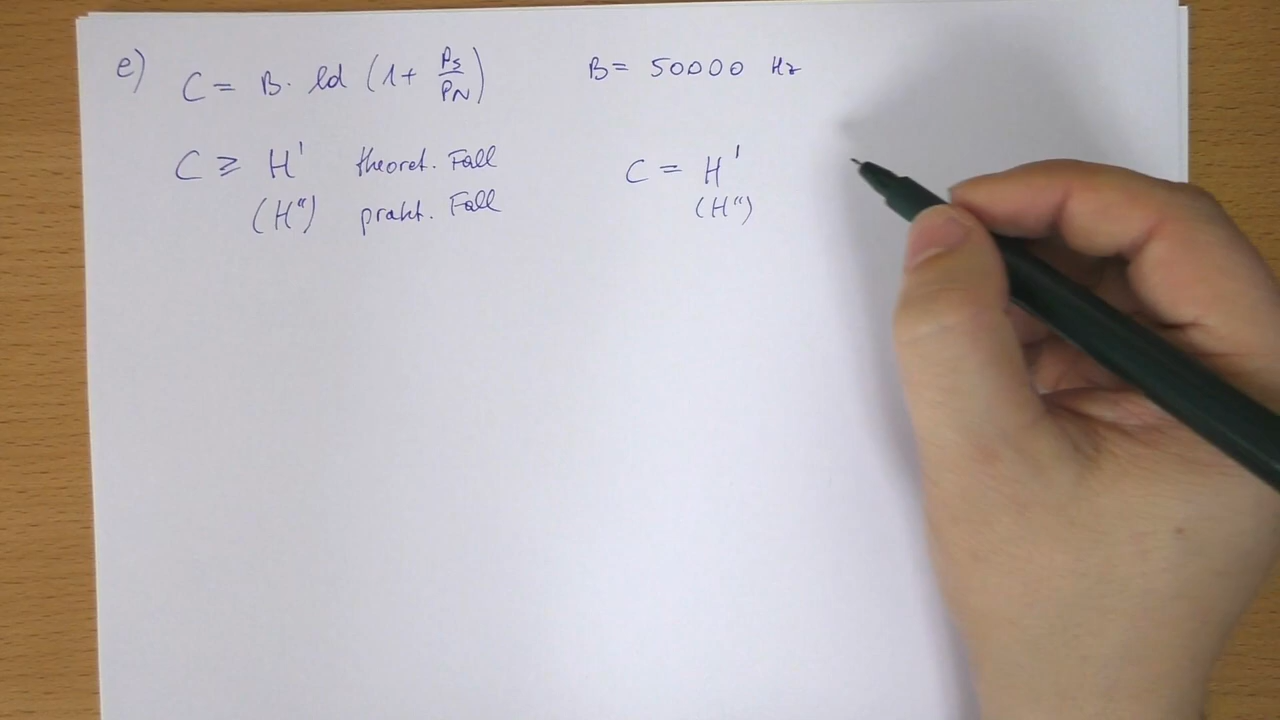 e) C = B · ld (1 + PS/PN)
B = 50000 Hz
C ≥ H' theoret. Fall
(H") prakt. Fall
C = H'
(H")